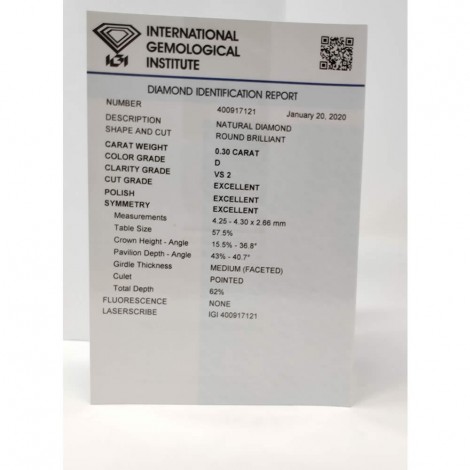 INTERNATIONAL
GEMOLOGICAL
INSTITUTE
IGI
DIAMOND IDENTIFICATION REPORT
NUMBER 400917121 January 20, 2020
DESCRIPTION NATURAL DIAMOND
SHAPE AND CUT ROUND BRILLIANT
CARAT WEIGHT 0.30 CARAT
COLOR GRADE D
CLARITY GRADE VS 2
CUT GRADE EXCELLENT
POLISH EXCELLENT
SYMMETRY EXCELLENT
Measurements 4.25 - 4.30 x 2.66 mm
Table Size 57.5%
Crown Height - Angle 15.5% - 36.8°
Pavilion Depth - Angle 43% - 40.7°
Girdle Thickness MEDIUM (FACETED)
Culet POINTED
Total Depth 62%
FLUORESCENCE NONE
LASERSCRIBE IGI 400917121